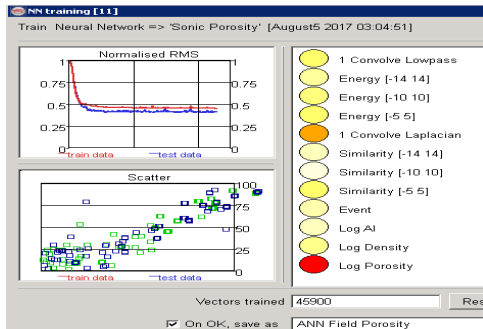 NN training [11]
Train Neural Network => 'Sonic Porosity' [August5 2017 03:04:51]
Normalised RMS
1 1
0.75 0.75
0.5 0.5
0.25 0.25
0 0
train data test data
Scatter
100
75
50
25
0
train data test data
1 Convolve Lowpass
Energy [-14 14]
Energy [-10 10]
Energy [-5 5]
1 Convolve Laplacian
Similarity [-14 14]
Similarity [-10 10]
Similarity [-5 5]
Event
Log AI
Log Density
Log Porosity
Vectors trained 45900 Res
On OK, save as ANN Field Porosity